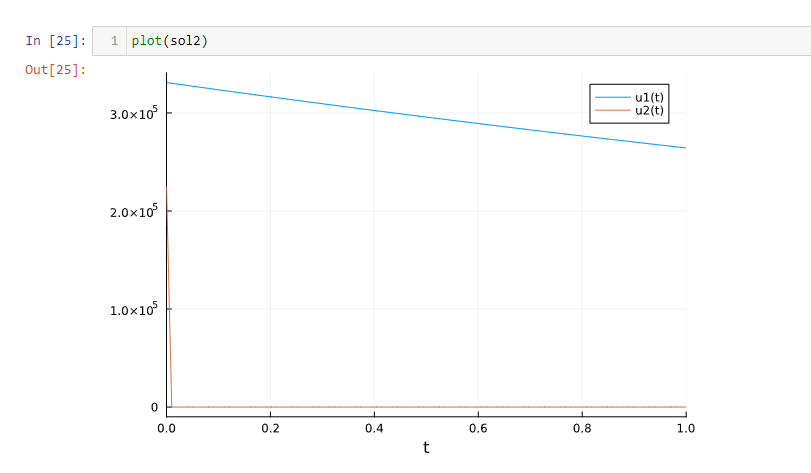 In [25]: 1 plot(sol2)
Out[25]:
u1(t)
u2(t)
3.0×10⁵
2.0×10⁵
1.0×10⁵
0
0.0 0.2 0.4 0.6 0.8 1.0
t